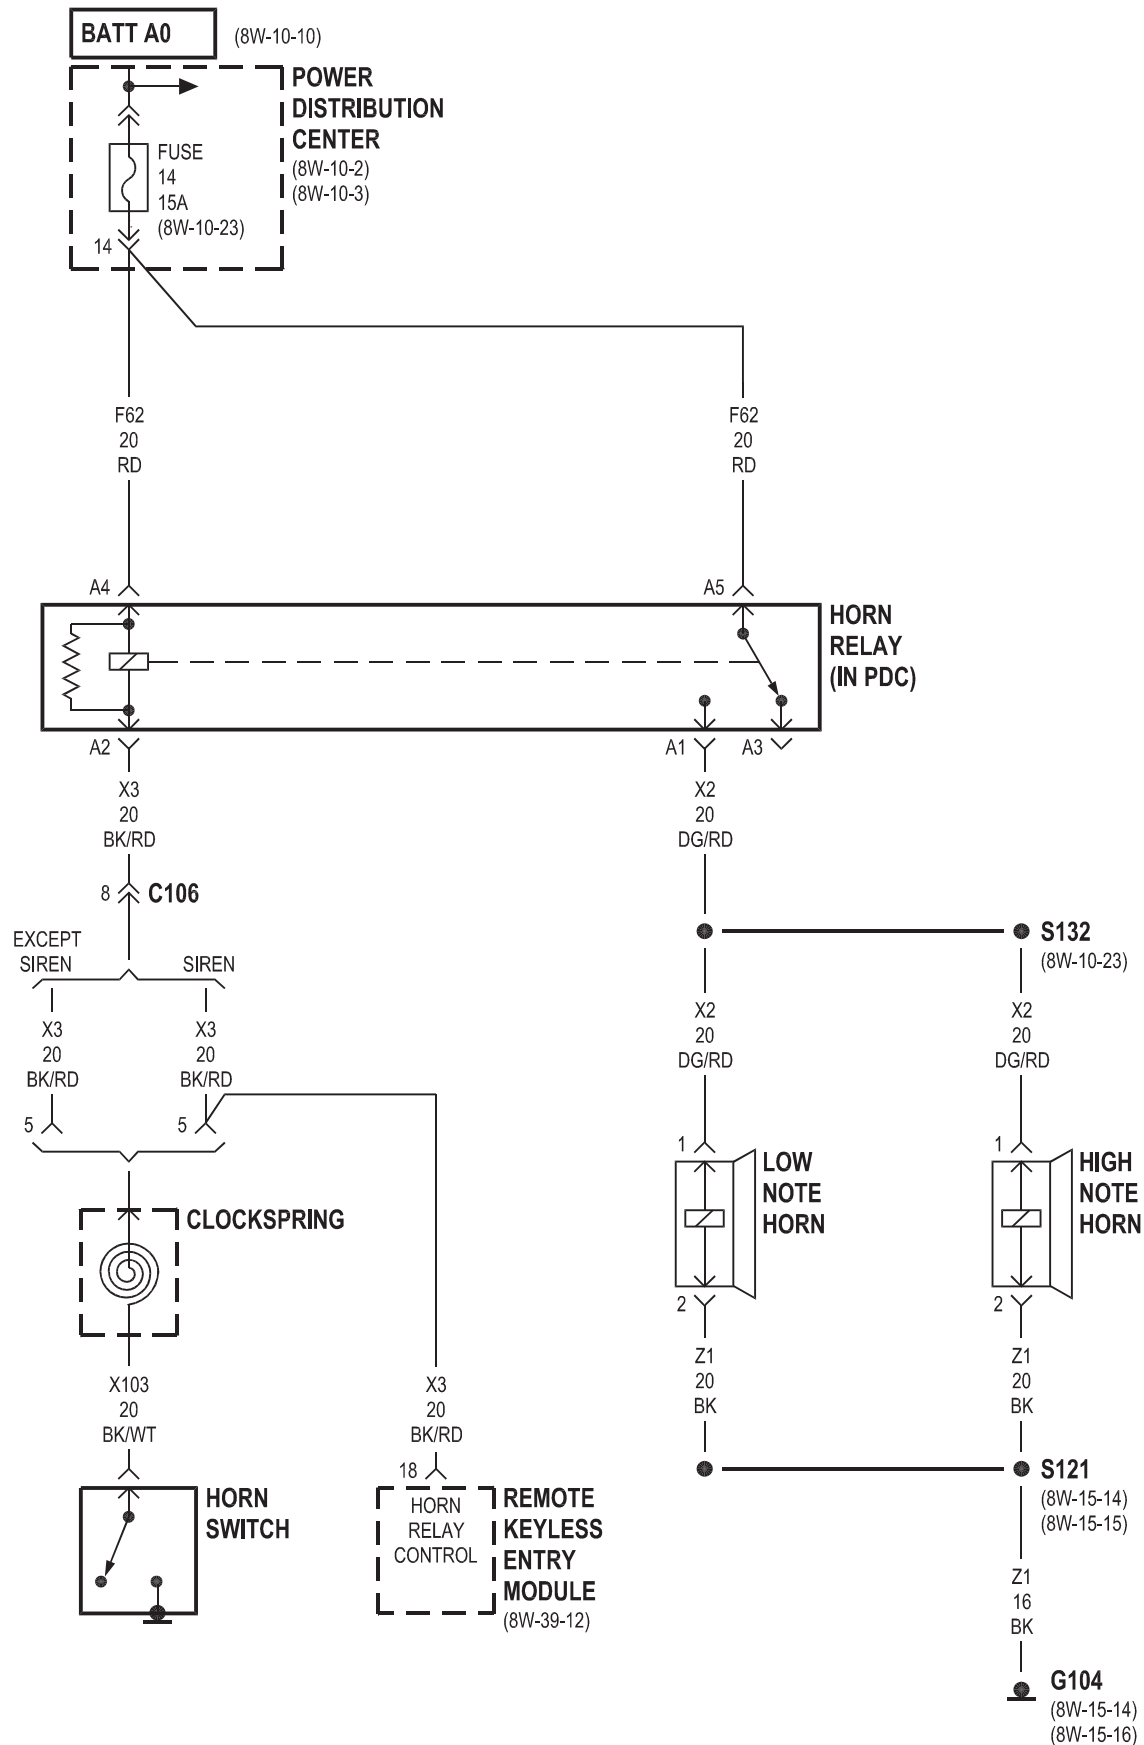 BATT A0
(8W-10-10)
POWER
DISTRIBUTION
CENTER
(8W-10-2)
(8W-10-3)
FUSE
14
15A
(8W-10-23)
14
F62
20
RD
F62
20
RD
A4
A5
HORN
RELAY
(IN PDC)
A2
A1
A3
X3
20
BK/RD
X2
20
DG/RD
8
C106
EXCEPT
SIREN
SIREN
S132
(8W-10-23)
X3
20
BK/RD
X3
20
BK/RD
X2
20
DG/RD
X2
20
DG/RD
5
5
1
LOW
NOTE
HORN
1
HIGH
NOTE
HORN
CLOCKSPRING
2
2
X103
20
BK/WT
X3
20
BK/RD
Z1
20
BK
Z1
20
BK
18
HORN
SWITCH
HORN
RELAY
CONTROL
REMOTE
KEYLESS
ENTRY
MODULE
(8W-39-12)
S121
(8W-15-14)
(8W-15-15)
Z1
16
BK
G104
(8W-15-14)
(8W-15-16)